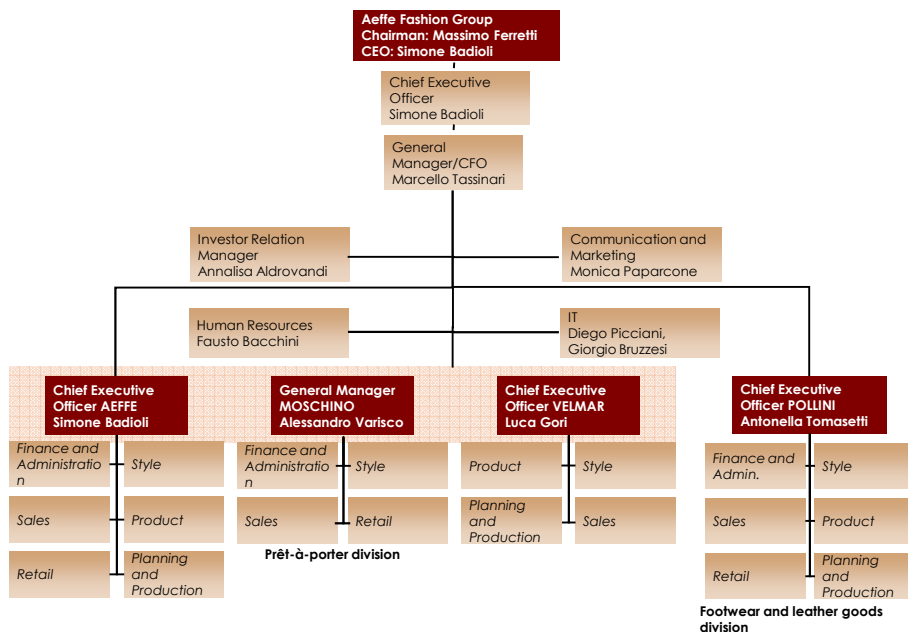 Aeffe Fashion Group
Chairman: Massimo Ferretti
CEO: Simone Badioli
Chief Executive
Officer
Simone Badioli
General
Manager/CFO
Marcello Tassinari
Investor Relation
Manager
Annalisa Aldrovandi
Communication and
Marketing
Monica Paparcone
Human Resources
Fausto Bacchini
IT
Diego Picciani,
Giorgio Bruzzesi
Chief Executive
Officer AEFFE
Simone Badioli
General Manager
MOSCHINO
Alessandro Varisco
Chief Executive
Officer VELMAR
Luca Gori
Chief Executive
Officer POLLINI
Antonella Tomasetti
Finance and
Administratio
n
Style
Sales
Product
Retail
Planning
and
Production
Finance and
Administratio
n
Style
Sales
Retail
Prêt-à-porter division
Product
Style
Planning
and
Production
Sales
Finance and
Admin.
Style
Sales
Product
Retail
Planning
and
Production
Footwear and leather goods
division